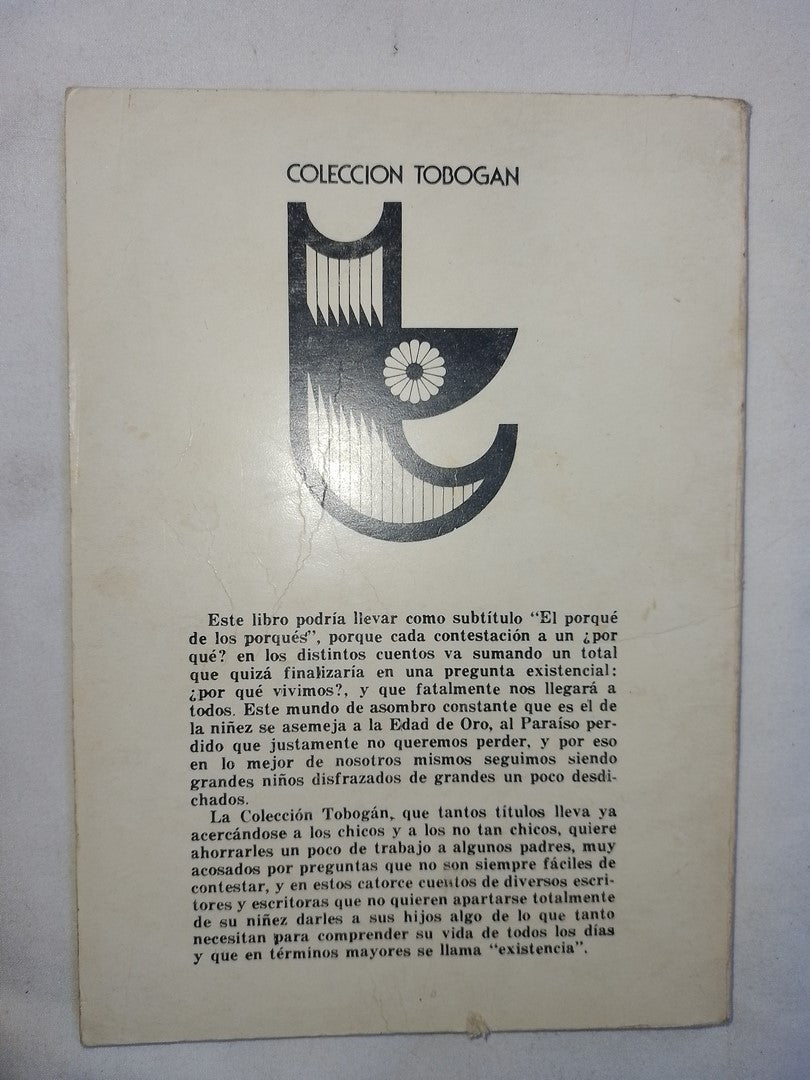 COLECCION TOBOGAN
Este libro podría llevar como subtítulo "El porqué
de los porqués", porque cada contestación a un ¿por
qué? en los distintos cuentos va sumando un total
que quizá finalizaría en una pregunta existencial:
¿por qué vivimos?, y que fatalmente nos llegará a
todos. Este mundo de asombro constante que es el de
la niñez se asemeja a la Edad de Oro, al Paraíso per-
dido que justamente no queremos perder, y por eso
en lo mejor de nosotros mismos seguimos siendo
grandes niños disfrazados de grandes un poco desdi-
chados.
La Colección Tobogán, que tantos títulos lleva ya
acercándose a los chicos y a los no tan chicos, quiere
ahorrarles un poco de trabajo a algunos padres, muy
acosados por preguntas que no son siempre fáciles de
contestar, y en estos catorce cuentos de diversos escri-
tores y escritoras que no quieren apartarse totalmente
de su niñez darles a sus hijos algo de lo que tanto
necesitan para comprender su vida de todos los días
y que en términos mayores se llama "existencia".